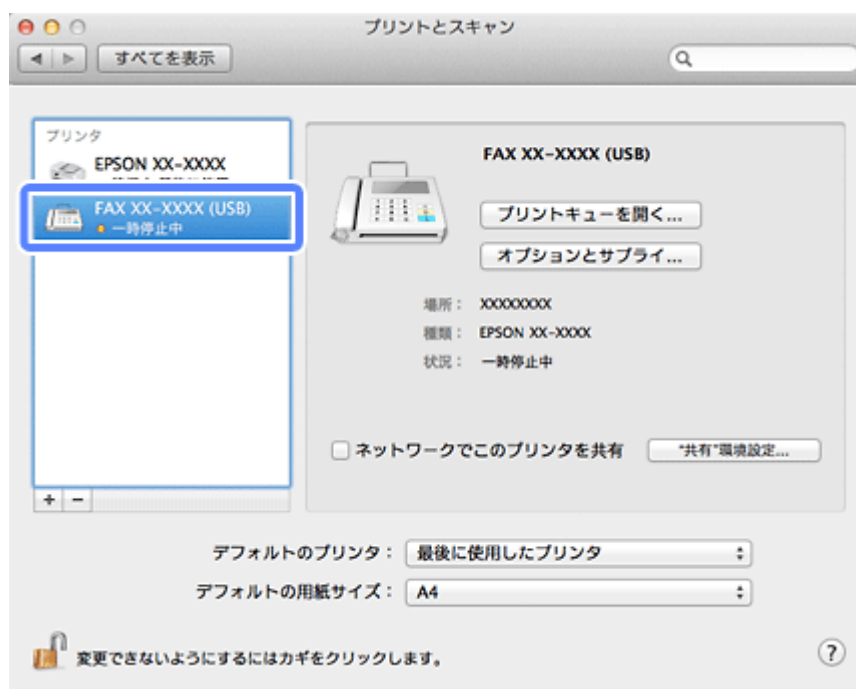 プリントとスキャン
すべてを表示
プリンタ
EPSON XX-XXXX
FAX XX-XXXX (USB)
一時停止中
FAX XX-XXXX (USB)
プリントキューを開く...
オプションとサプライ...
場所： XXXXXXXX
種類： EPSON XX-XXXX
状況： 一時停止中
ネットワークでこのプリンタを共有
"共有"環境設定...
+ −
デフォルトのプリンタ： 最後に使用したプリンタ
デフォルトの用紙サイズ： A4
変更できないようにするにはカギをクリックします。
?